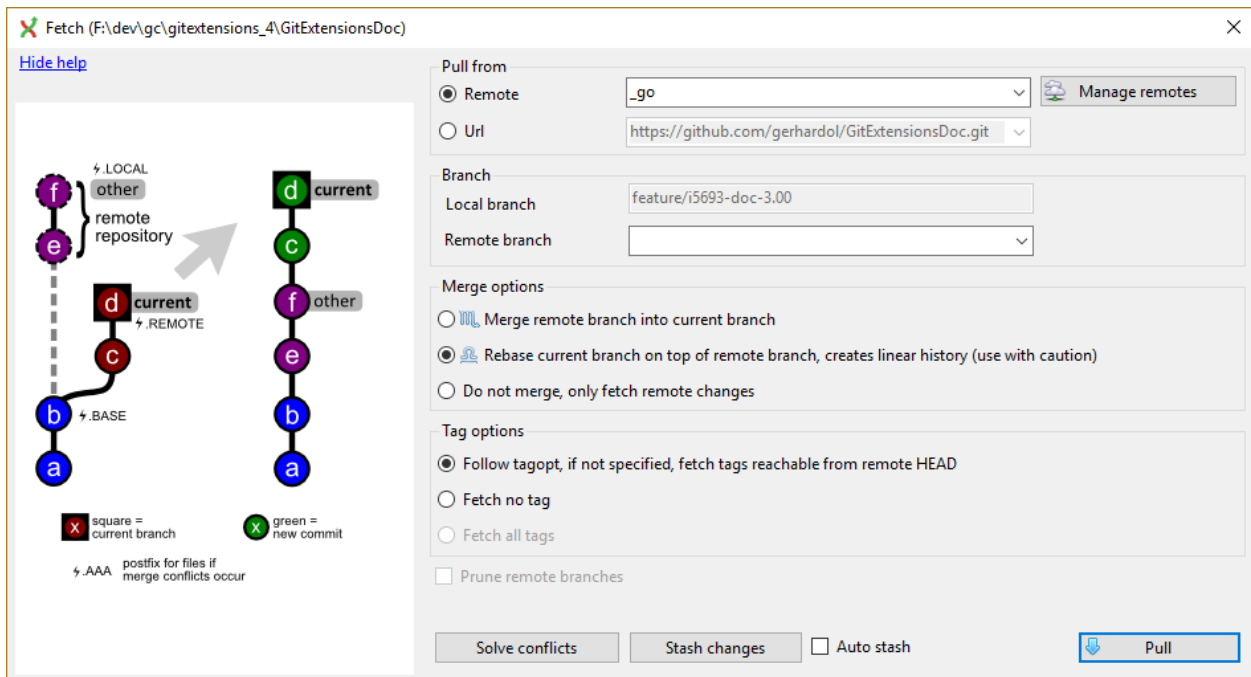 Fetch (F:\dev\gc\gitextensions_4\GitExtensionsDoc)
Hide help
.LOCAL
f
other
remote
repository
e
d
current
.REMOTE
c
b
.BASE
a
d
current
c
f
other
e
b
a
x
square =
current branch
x
green =
new commit
.AAA
postfix for files if
merge conflicts occur
Pull from
Remote
_go
Manage remotes
Url
https://github.com/gerhardol/GitExtensionsDoc.git
Branch
Local branch
feature/i5693-doc-3.00
Remote branch
Merge options
Merge remote branch into current branch
Rebase current branch on top of remote branch, creates linear history (use with caution)
Do not merge, only fetch remote changes
Tag options
Follow tagopt, if not specified, fetch tags reachable from remote HEAD
Fetch no tag
Fetch all tags
Prune remote branches
Solve conflicts
Stash changes
Auto stash
Pull